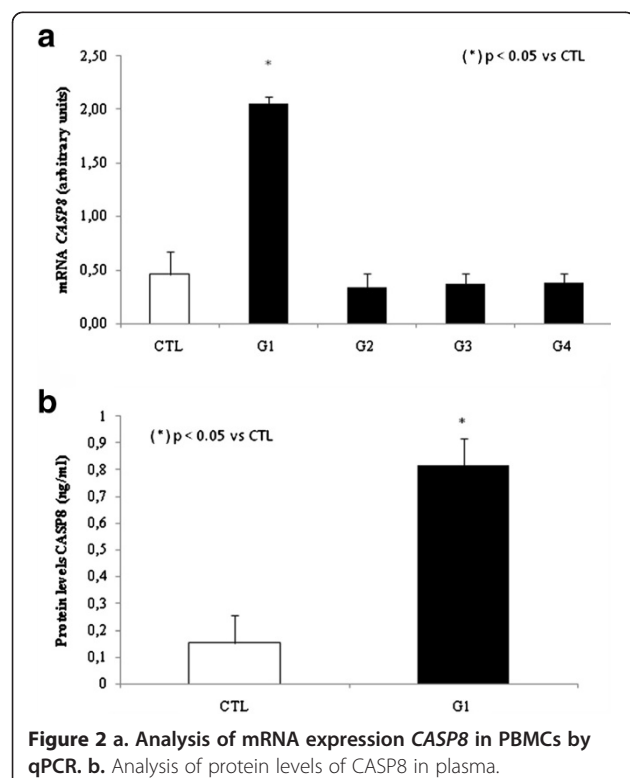 a
2,50
(*) p < 0.05 vs CTL
*
2,00
1,50
1,00
0,50
0,00
mRNA CASP8 (arbitrary units)
CTL G1 G2 G3 G4
b
1
(*) p < 0.05 vs CTL
*
0,9
0,8
0,7
0,6
0,5
0,4
0,3
0,2
0,1
0
Protein levels CASP8 (ng/ml)
CTL G1
Figure 2 a. Analysis of mRNA expression CASP8 in PBMCs by
qPCR. b. Analysis of protein levels of CASP8 in plasma.